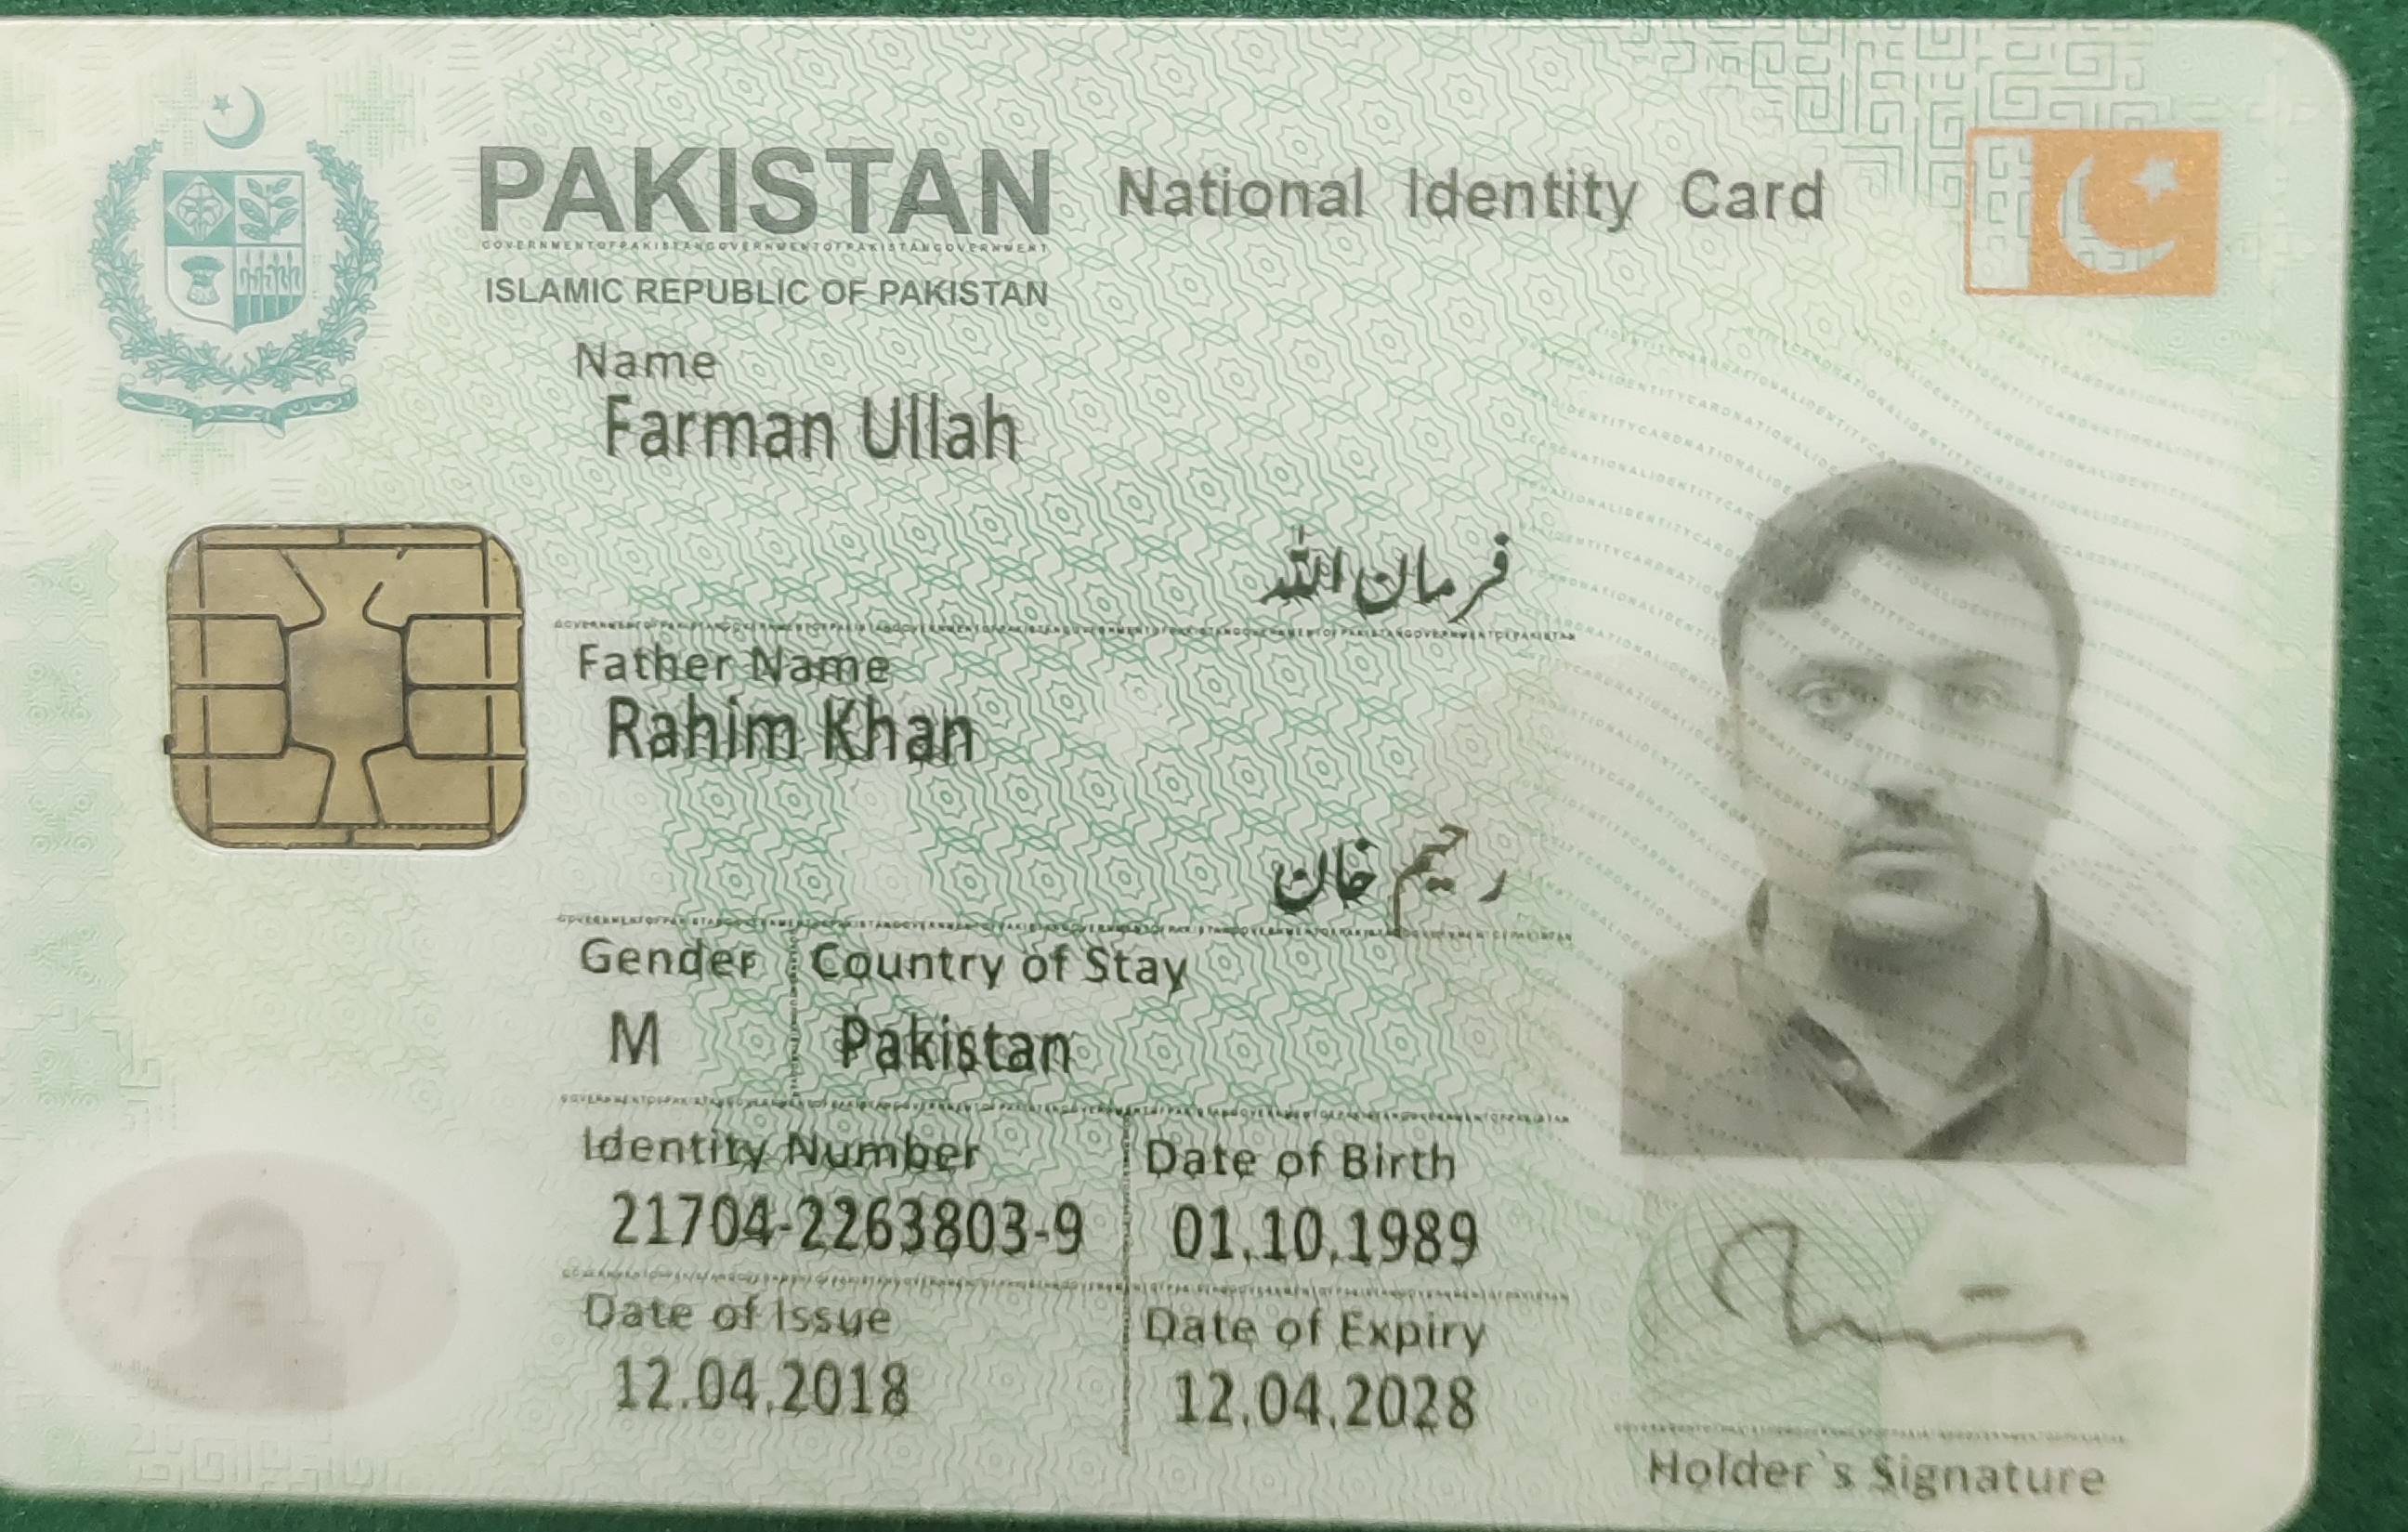 PAKISTAN National Identity Card
ISLAMIC REPUBLIC OF PAKISTAN
Name
Farman Ullah
فرمان اللہ
Father Name
Rahim Khan
رحیم خان
Gender Country of Stay
M Pakistan
Identity Number Date of Birth
21704-2263803-9 01.10.1989
Date of Issue Date of Expiry
12.04.2018 12.04.2028
Holder's Signature